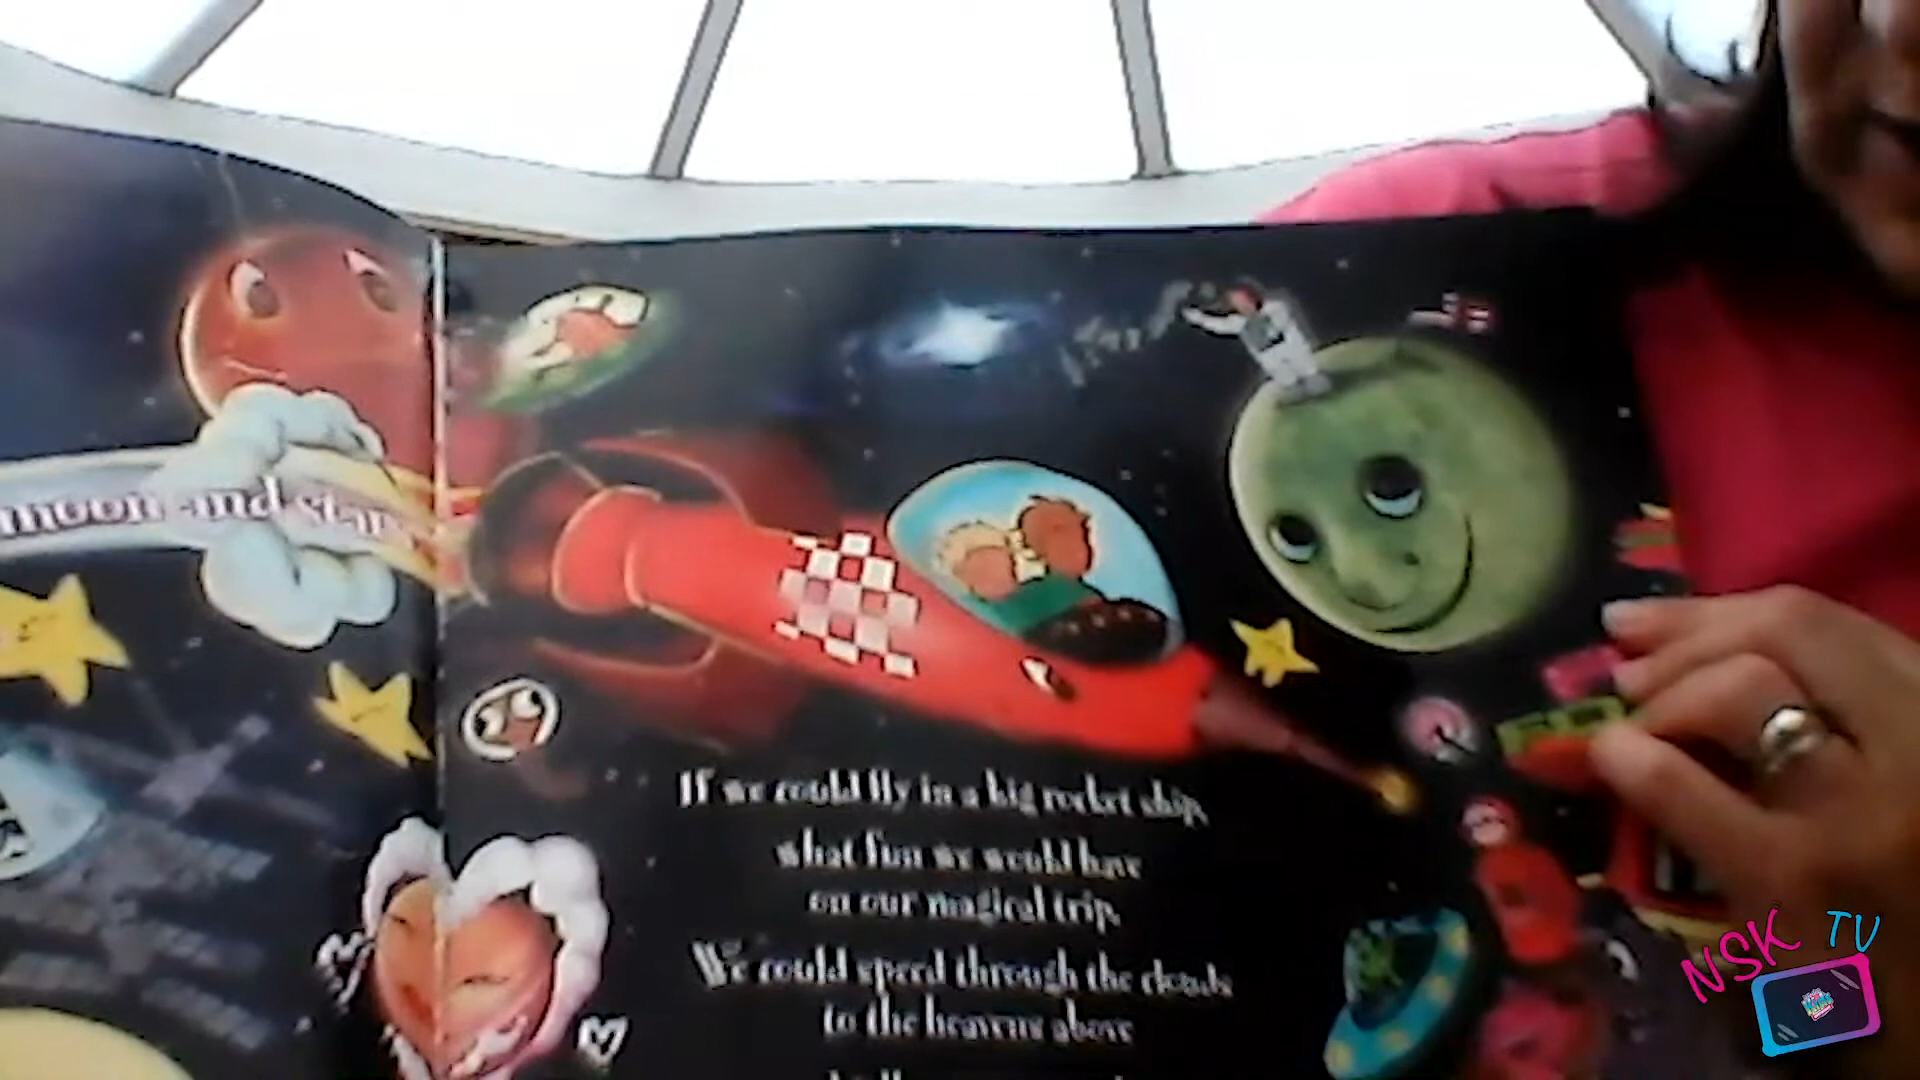 moon and stars
If we could fly in a big rocket ship,
what fun we would have
on our magical trip.
We could speed through the clouds
to the heavens above
NSK TV